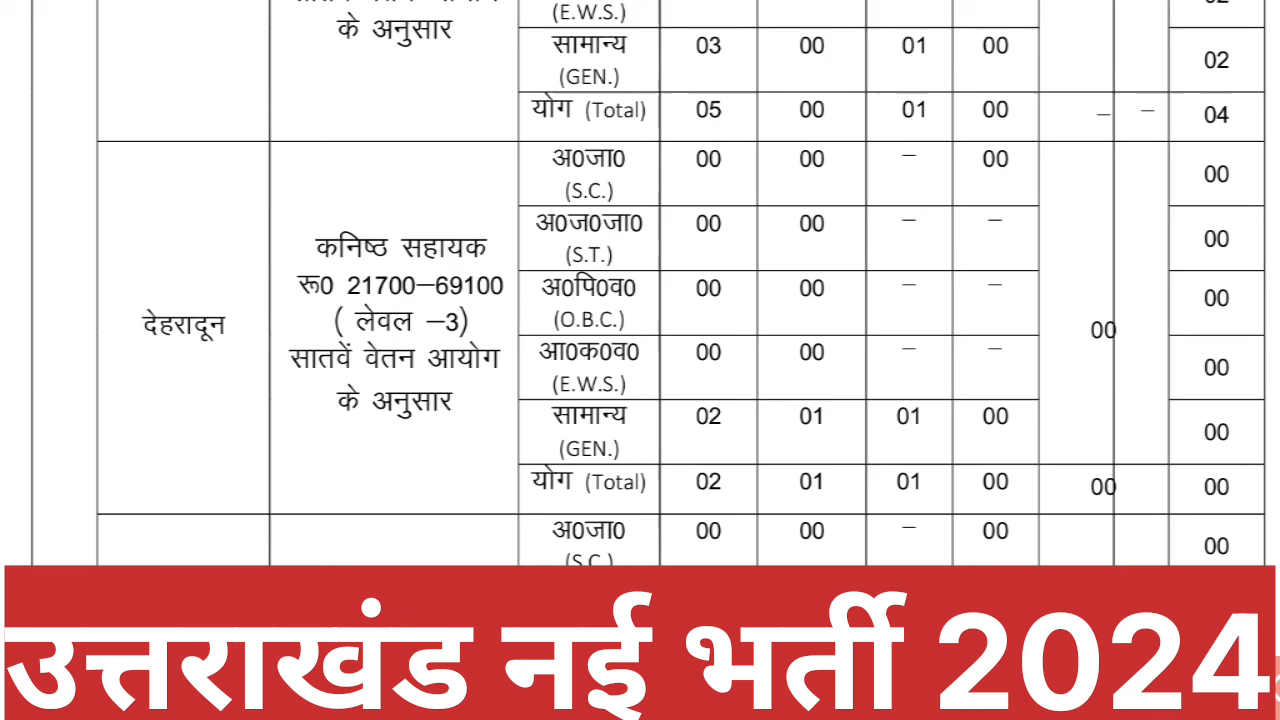 (E.W.S.)
के अनुसार
सामान्य 03 00 01 00 02
(GEN.)
योग (Total) 05 00 01 00 – – 04
अ0जा0 00 00 – 00 00
(S.C.)
अ0ज0जा0 00 00 – – 00
(S.T.)
अ0पि0व0 00 00 – – 00
(O.B.C.)
देहरादून
कनिष्ठ सहायक
रू0 21700–69100
( लेवल –3)
सातवें वेतन आयोग
के अनुसार
00
आ0क0व0 00 00 – – 00
(E.W.S.)
सामान्य 02 01 01 00 00
(GEN.)
योग (Total) 02 01 01 00 00 00
अ0जा0 00 00 – 00 00
(S.C.)
उत्तराखंड नई भर्ती 2024